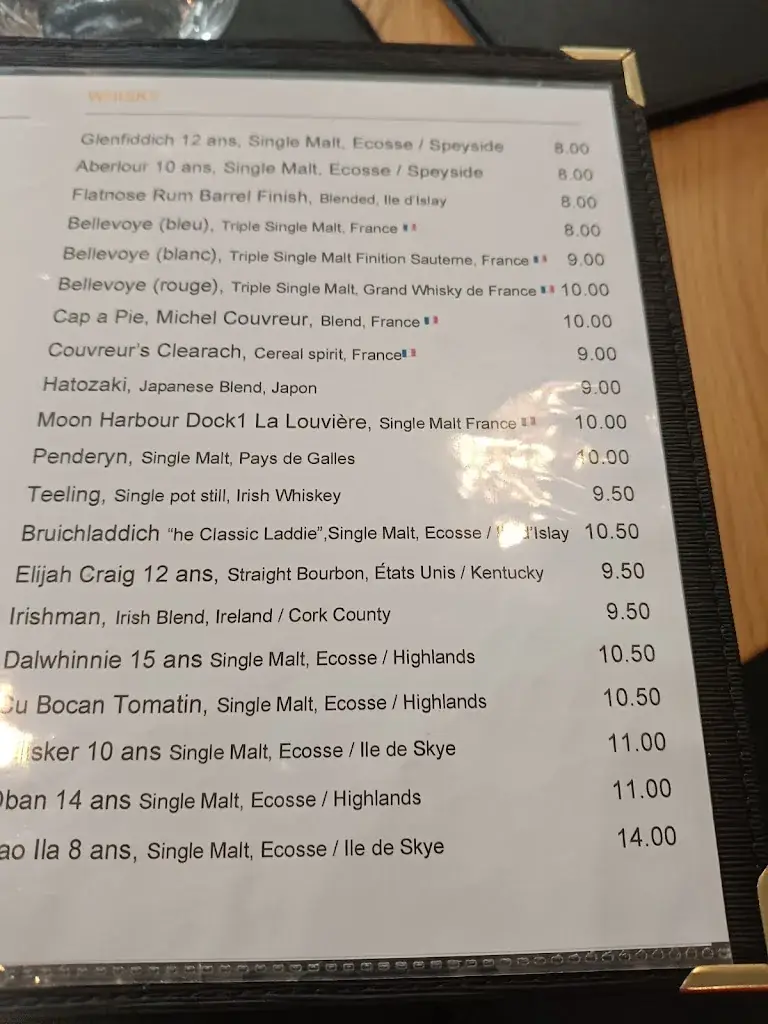 WHISKY
Glenfiddich 12 ans, Single Malt, Ecosse / Speyside 8.00
Aberlour 10 ans, Single Malt, Ecosse / Speyside 8.00
Flatnose Rum Barrel Finish, Blended, Ile d'Islay 8.00
Bellevoye (bleu), Triple Single Malt, France 8.00
Bellevoye (blanc), Triple Single Malt Finition Sauterne, France 9.00
Bellevoye (rouge), Triple Single Malt, Grand Whisky de France 10.00
Cap a Pie, Michel Couvreur, Blend, France 10.00
Couvreur's Clearach, Cereal spirit, France 9.00
Hatozaki, Japanese Blend, Japon 9.00
Moon Harbour Dock1 La Louvière, Single Malt France 10.00
Penderyn, Single Malt, Pays de Galles 10.00
Teeling, Single pot still, Irish Whiskey 9.50
Bruichladdich "he Classic Laddie",Single Malt, Ecosse / d'Islay 10.50
Elijah Craig 12 ans, Straight Bourbon, États Unis / Kentucky 9.50
Irishman, Irish Blend, Ireland / Cork County 9.50
Dalwhinnie 15 ans Single Malt, Ecosse / Highlands 10.50
Cu Bocan Tomatin, Single Malt, Ecosse / Highlands 10.50
isker 10 ans Single Malt, Ecosse / Ile de Skye 11.00
Oban 14 ans Single Malt, Ecosse / Highlands 11.00
ao Ila 8 ans, Single Malt, Ecosse / Ile de Skye 14.00